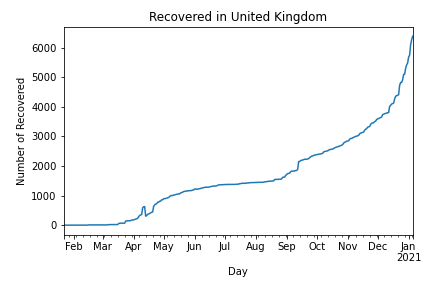 Recovered in United Kingdom
Number of Recovered
6000
5000
4000
3000
2000
1000
0
Feb Mar Apr May Jun Jul Aug Sep Oct Nov Dec Jan
2021
Day